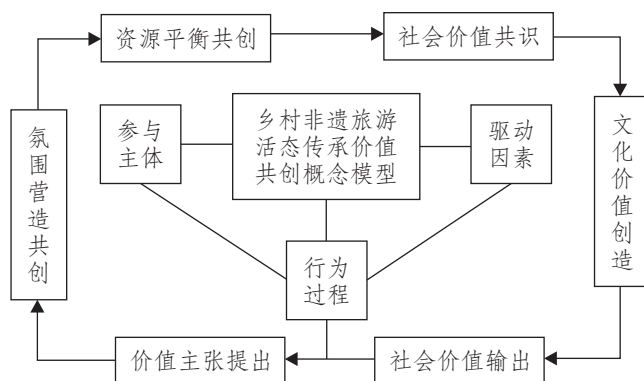 资源平衡共创
社会价值共识
参与
主体
乡村非遗旅游
活态传承价值
共创概念模型
驱动
因素
氛围营造共创
文化价值创造
行为
过程
价值主张提出
社会价值输出